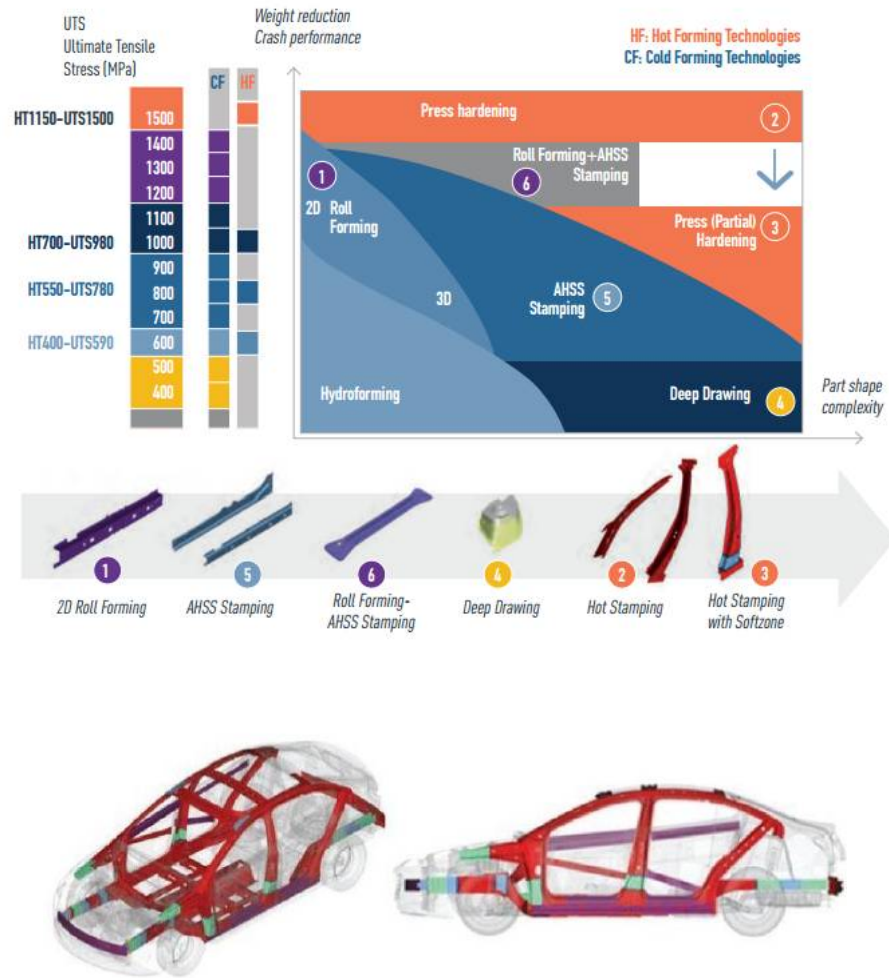 UTS
Ultimate Tensile
Stress (MPa)
Weight reduction
Crash performance
HF: Hot Forming Technologies
CF: Cold Forming Technologies
CF
HF
HT1150-UTS1500
1500
1400
1300
1200
1100
HT700-UTS980
1000
900
HT550-UTS780
800
700
HT400-UTS590
600
500
400
Press hardening
2
1
Roll Forming+AHSS
Stamping
6
2D Roll
Forming
Press (Partial)
Hardening
3
3D
AHSS
Stamping
5
Hydroforming
Deep Drawing
4
Part shape
complexity
1
2D Roll Forming
5
AHSS Stamping
6
Roll Forming-
AHSS Stamping
4
Deep Drawing
2
Hot Stamping
3
Hot Stamping
with Softzone